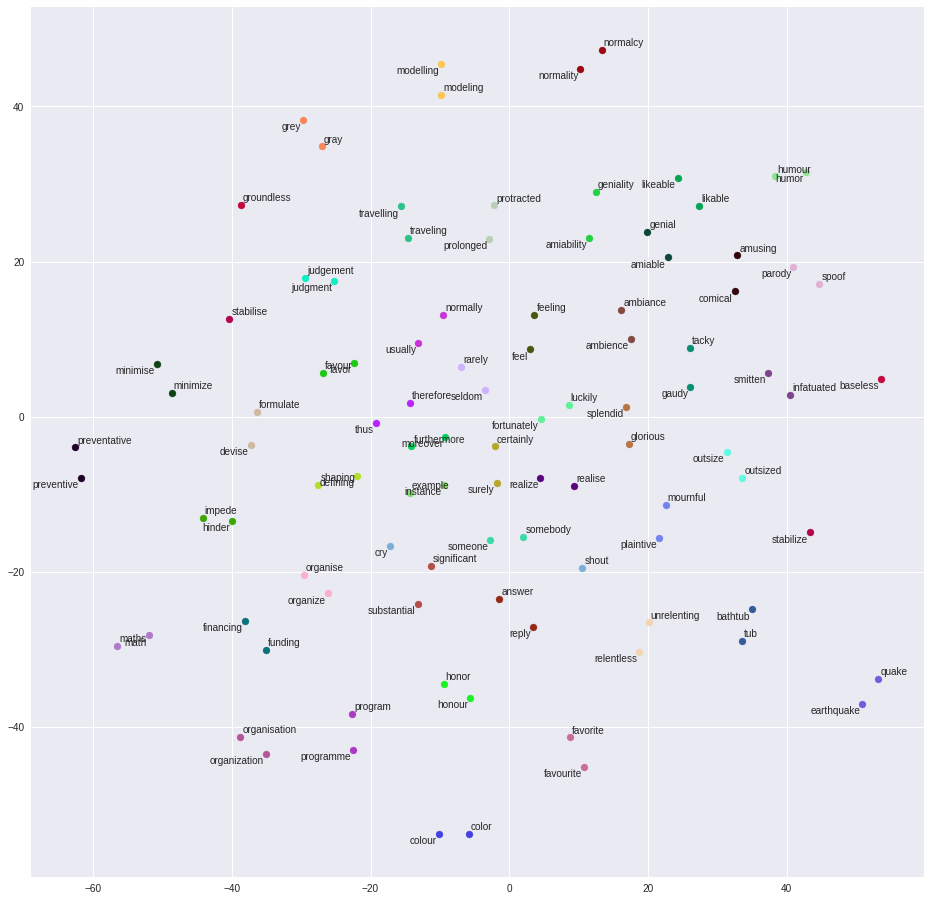 normalcy
normality
modelling
modeling
40
grey
gray
humour
humor
likeable
geniality
likable
groundless
protracted
travelling
genial
traveling
prolonged
amiability
amusing
20
amiable
parody
spoof
judgement
judgment
comical
ambiance
stabilise
normally
feeling
ambience
tacky
usually
feel
rarely
favour
favor
minimise
smitten
baseless
minimize
seldom
gaudy
infatuated
therefore
luckily
formulate
splendid
0
fortunately
thus
furthermore
moreover
certainly
glorious
preventative
devise
outsize
shaping
defining
example
instance
surely
realize
realise
outsized
preventive
mournful
impede
hinder
somebody
someone
plaintive
stabilize
cry
significant
shout
−20
organise
organize
answer
substantial
unrelenting
bathtub
financing
reply
tub
maths
math
funding
relentless
quake
honor
honour
earthquake
program
−40
organisation
favorite
organization
programme
favourite
color
colour
−60
−40
−20
0
20
40